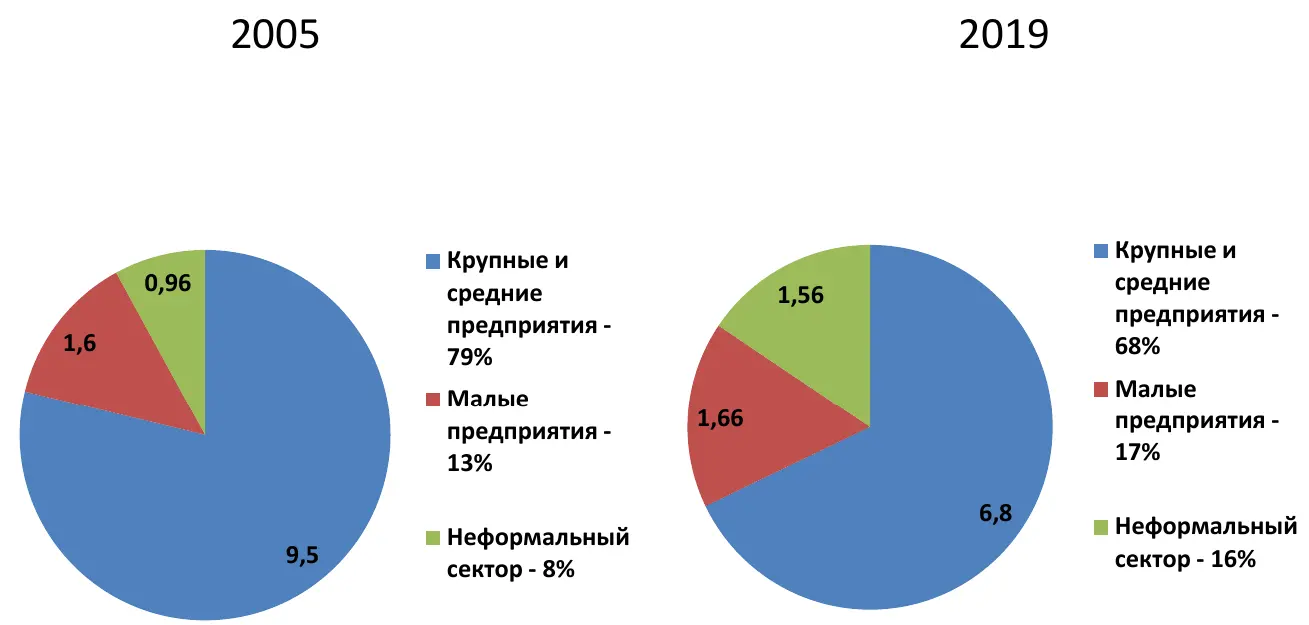 2005
0,96
1,6
9,5
Крупные и
средние
предприятия -
79%
Малые
предприятия -
13%
Неформальный
сектор - 8%
2019
1,56
1,66
6,8
Крупные и
средние
предприятия -
68%
Малые
предприятия -
17%
Неформальный
сектор - 16%